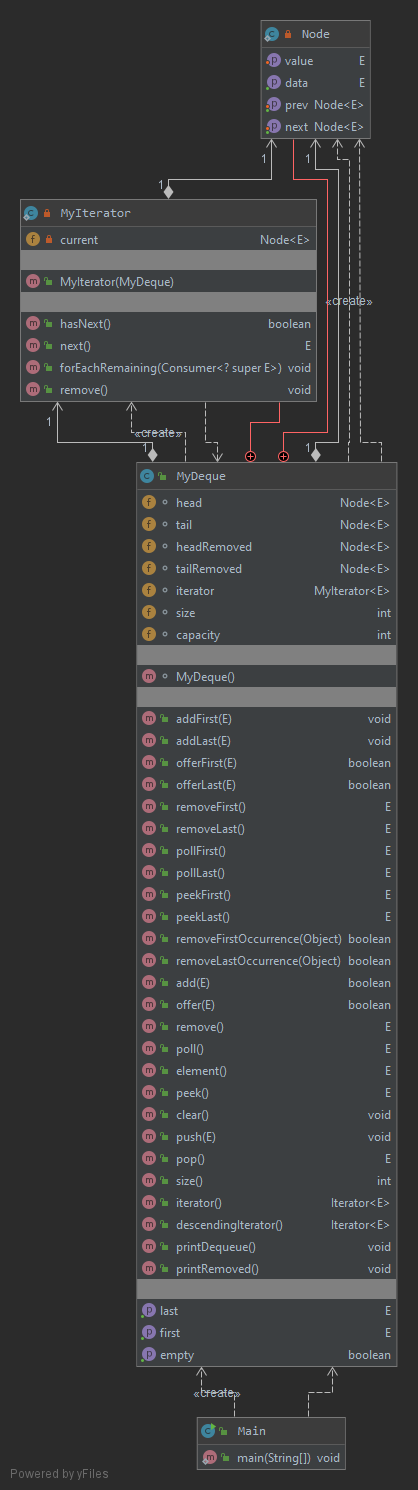 Node
value E
data E
prev Node<E>
next Node<E>
1 1 1
MyIterator
current Node<E>
MyIterator(MyDeque)
«create»
hasNext() boolean
next() E
forEachRemaining(Consumer<? super E>) void
remove() void
1 «create» 1 1
MyDeque
head Node<E>
tail Node<E>
headRemoved Node<E>
tailRemoved Node<E>
iterator MyIterator<E>
size int
capacity int
MyDeque()
addFirst(E) void
addLast(E) void
offerFirst(E) boolean
offerLast(E) boolean
removeFirst() E
removeLast() E
pollFirst() E
pollLast() E
peekFirst() E
peekLast() E
removeFirstOccurrence(Object) boolean
removeLastOccurrence(Object) boolean
add(E) boolean
offer(E) boolean
remove() E
poll() E
element() E
peek() E
clear() void
push(E) void
pop() E
size() int
iterator() Iterator<E>
descendingIterator() Iterator<E>
printDequeue() void
printRemoved() void
last E
first E
empty boolean
«create»
Main
main(String[]) void
Powered by yFiles